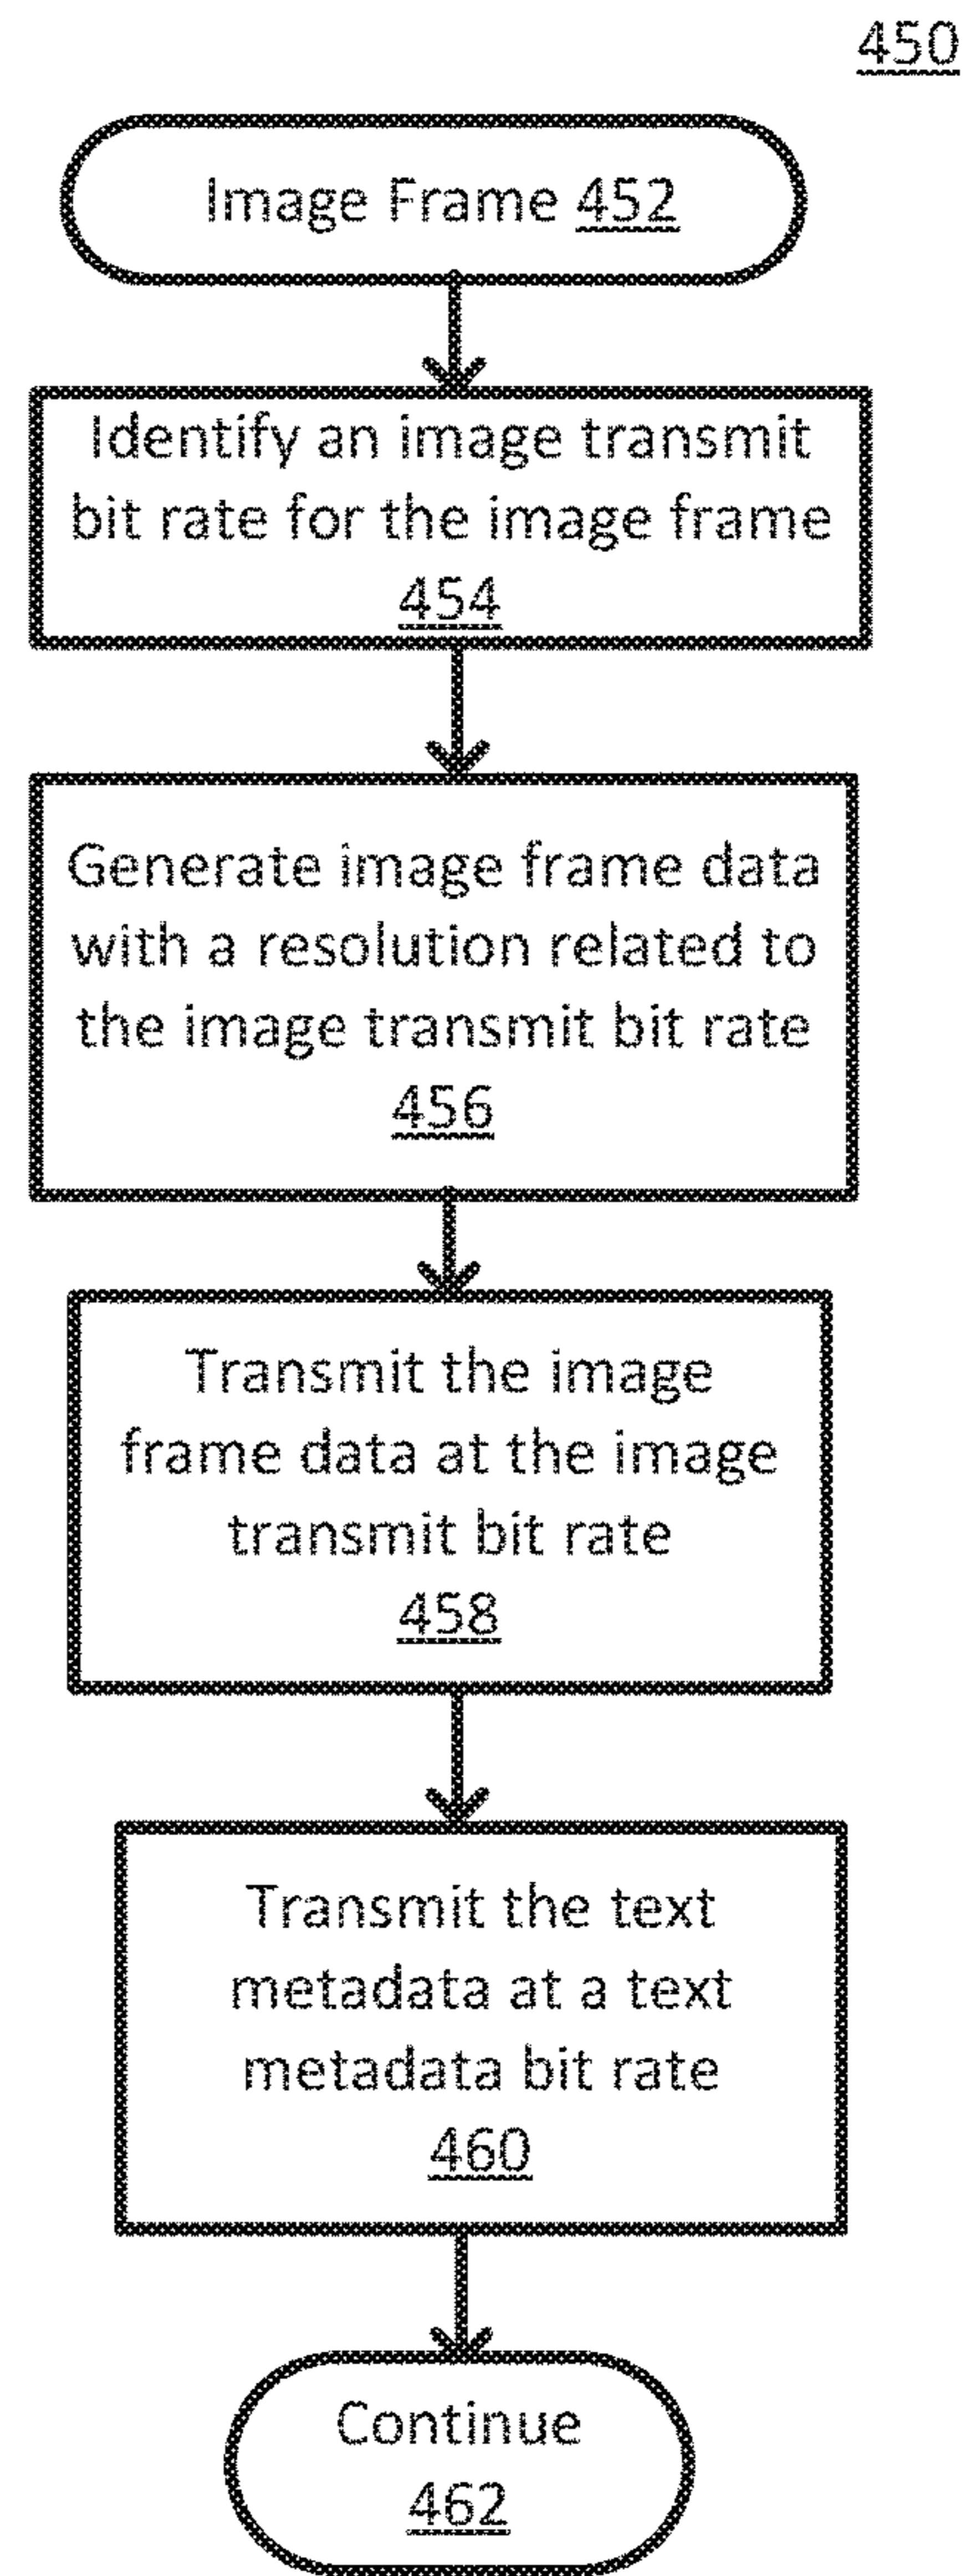 450
Image Frame 452
Identify an image transmit
bit rate for the image frame
454
Generate image frame data
with a resolution related to
the image transmit bit rate
456
Transmit the image
frame data at the image
transmit bit rate
458
Transmit the text
metadata at a text
metadata bit rate
460
Continue
462